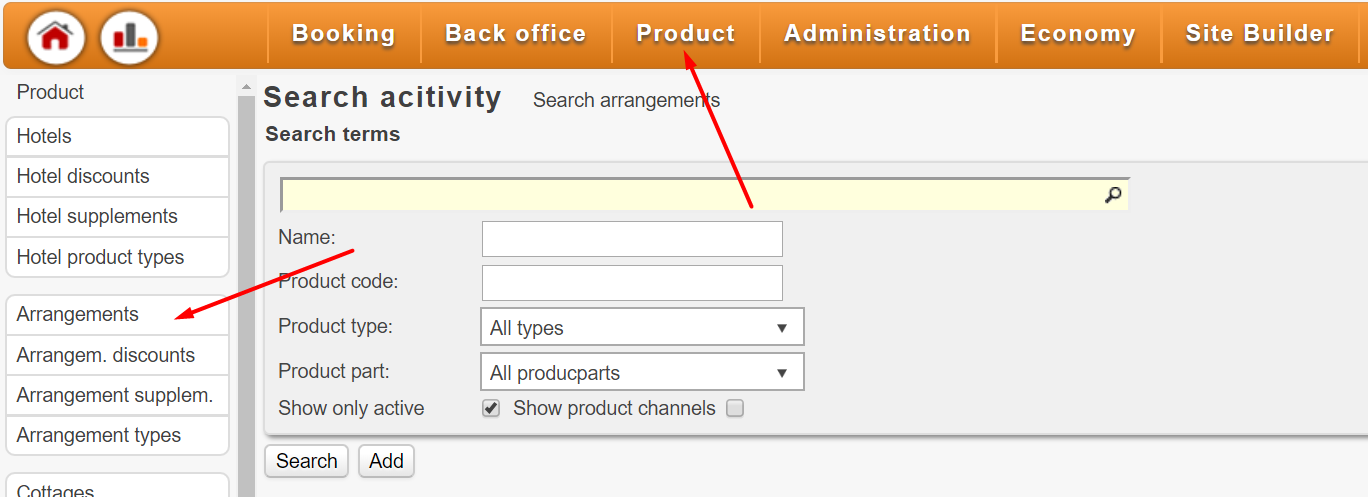 Booking Back office Product Administration Economy Site Builder
Product
Hotels
Hotel discounts
Hotel supplements
Hotel product types
Arrangements
Arrangem. discounts
Arrangement supplem.
Arrangement types
Cottages
Search acitivity Search arrangements
Search terms
Name:
Product code:
Product type: All types
Product part: All producparts
Show only active Show product channels
Search Add